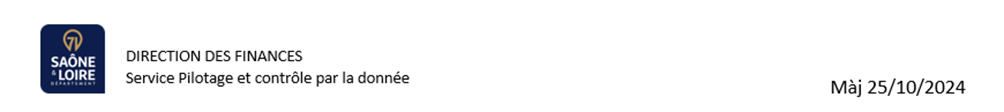 71
SAÔNE
& LOIRE
DÉPARTEMENT
DIRECTION DES FINANCES
Service Pilotage et contrôle par la donnée
Màj 25/10/2024